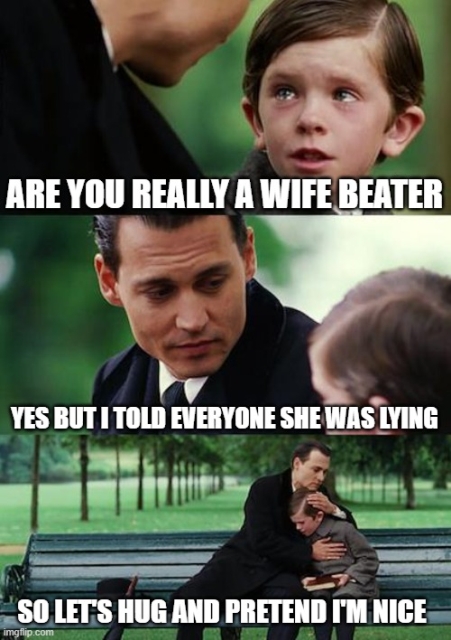 ARE YOU REALLY A WIFE BEATER
YES BUT I TOLD EVERYONE SHE WAS LYING
SO LET'S HUG AND PRETEND I'M NICE
imgflip.com